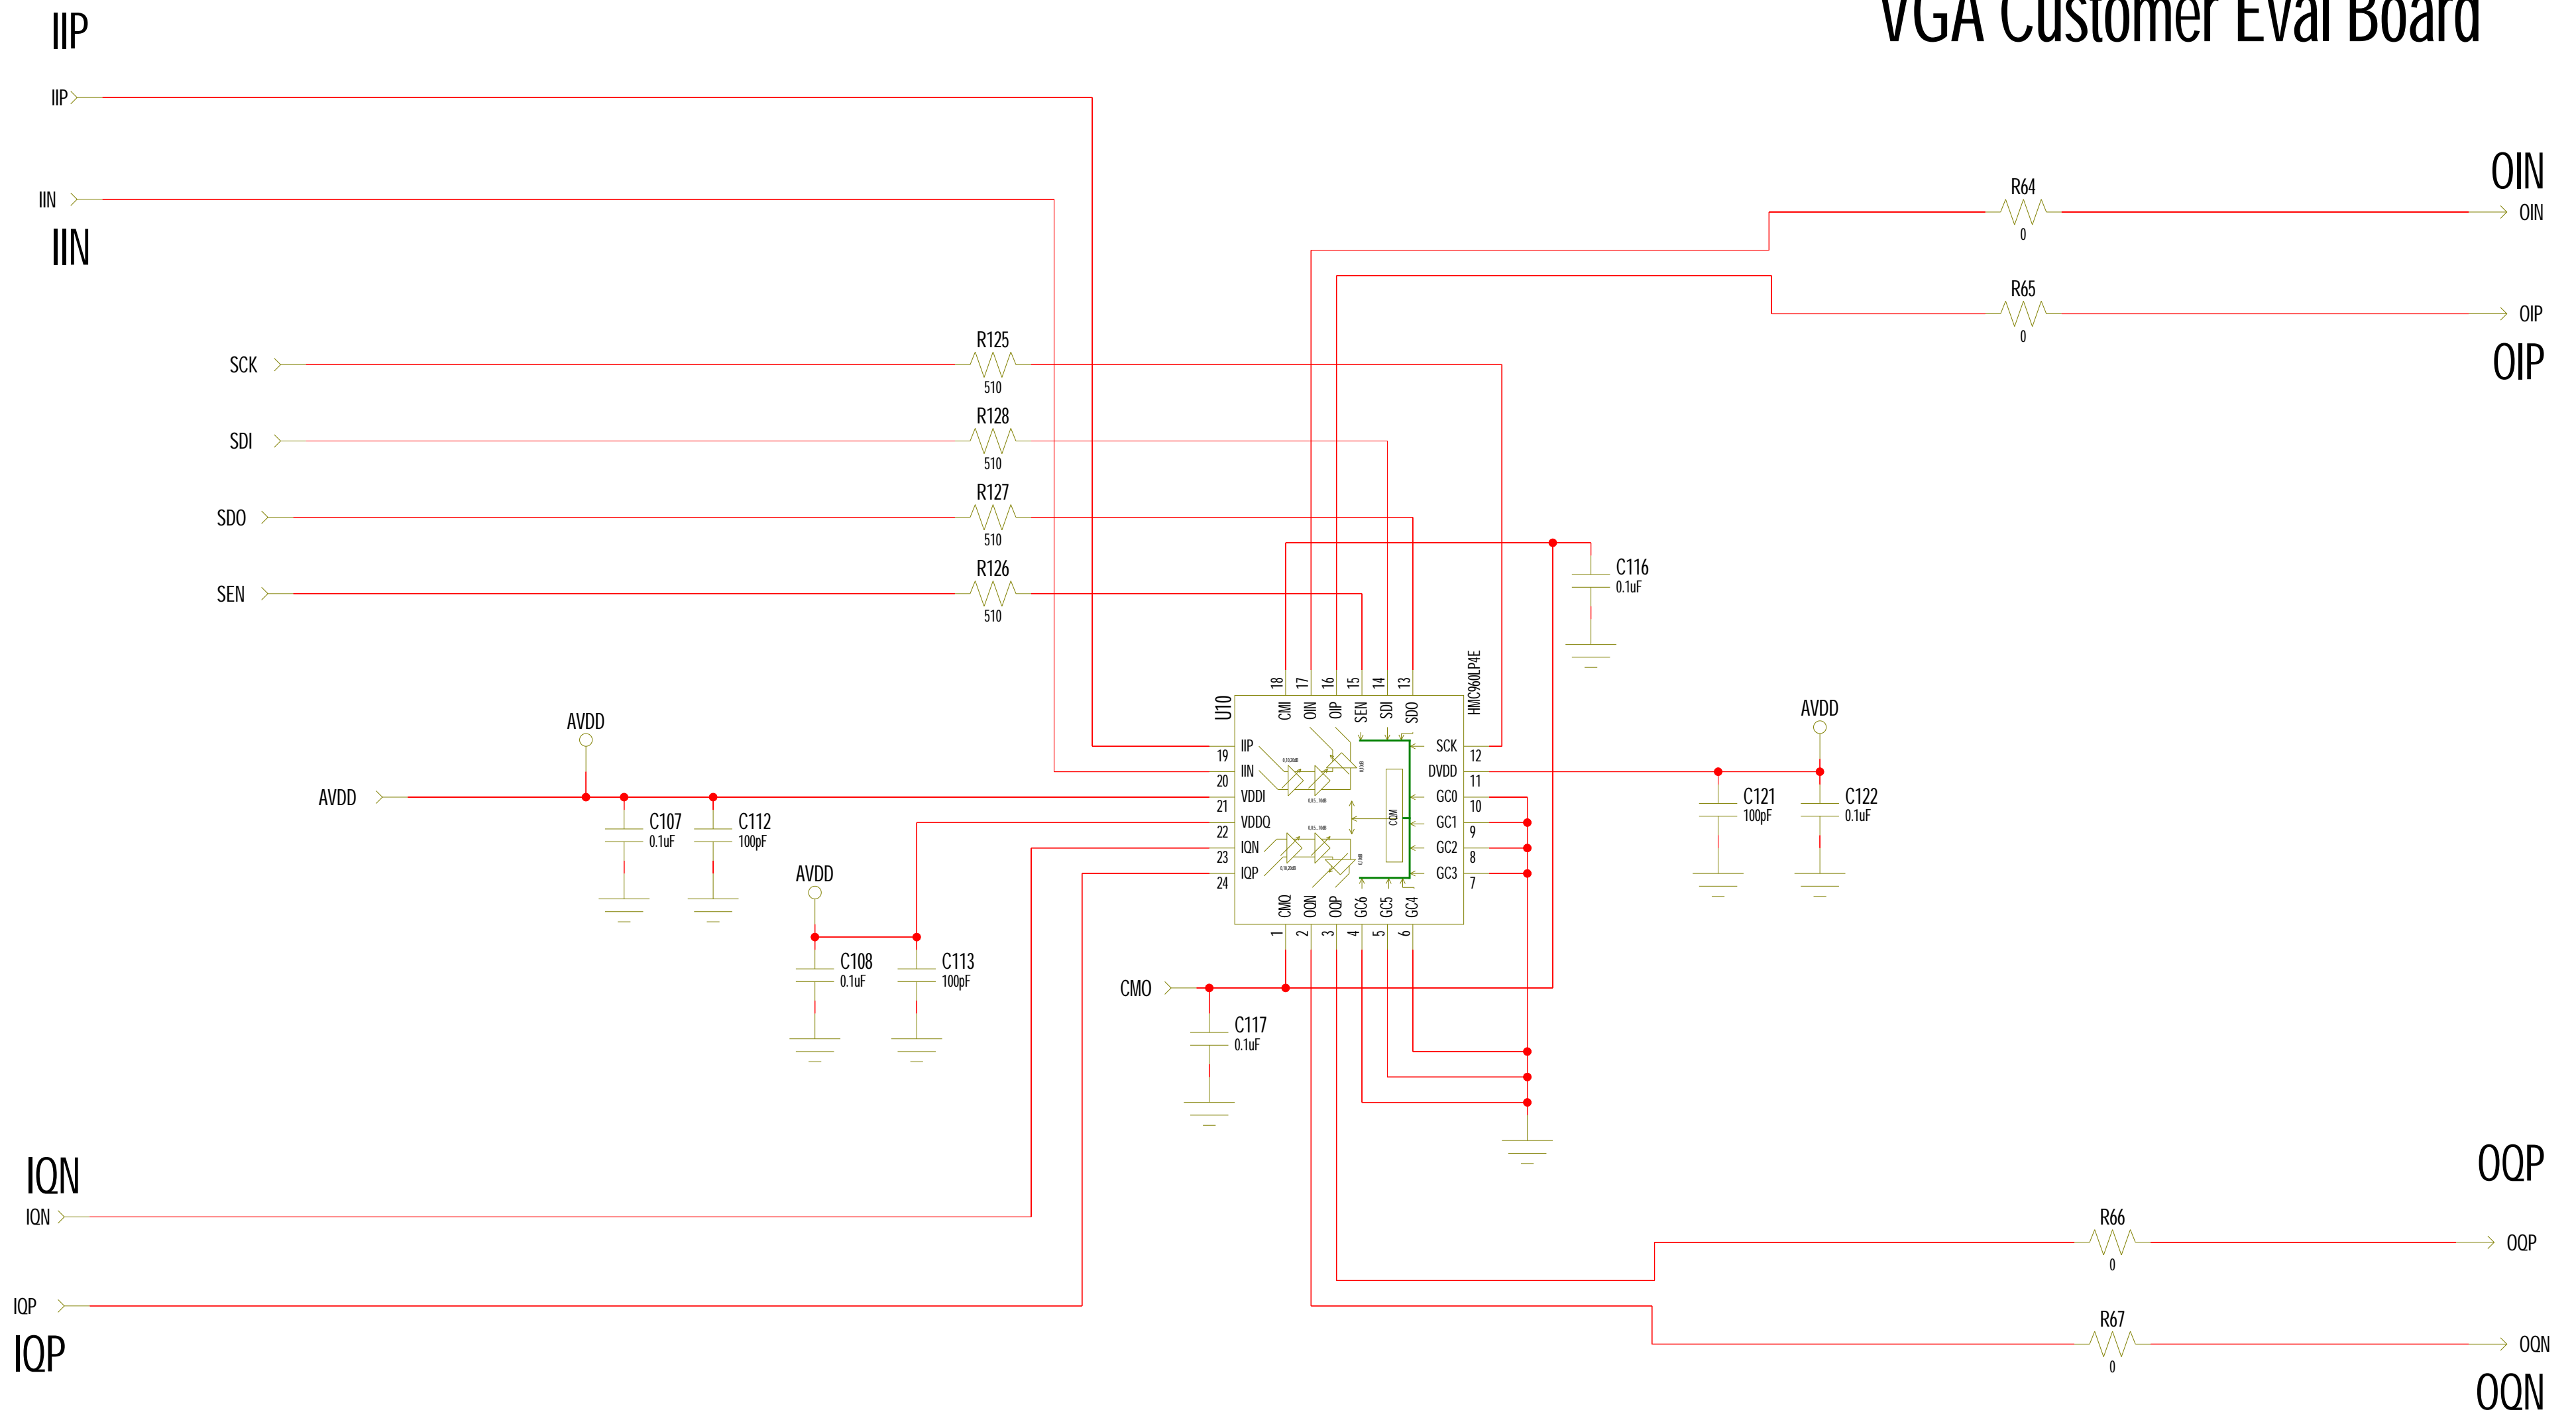 VGA Customer Eval Board
IIP
IIP
IIN
IIN
OIN
R64
OIN
0
R65
OIP
0
OIP
R125
SCK
510
R128
SDI
510
R127
SDO
510
R126
SEN
510
C116
0.1uF
U10
HMC960LP4E
18 17 16 15 14 13
CMI OIN OIP SEN SDI SDO
IIP
19
IIN
20
VDDI
21
VDDQ
22
IQN
23
IQP
24
SCK
12
DVDD
11
GC0
10
GC1
9
GC2
8
GC3
7
CMQ OQN OQP GC6 GC5 GC4
1 2 3 4 5 6
AVDD
AVDD
C107
0.1uF
C112
100pF
AVDD
C108
0.1uF
C113
100pF
AVDD
C121
100pF
C122
0.1uF
CMO
C117
0.1uF
IQN
IQN
IQP
IQP
OQP
R66
OQP
0
R67
OQN
0
OQN